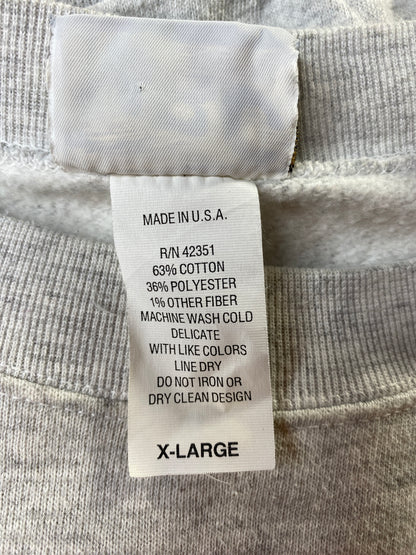 MADE IN U.S.A.
R/N 42351
63% COTTON
36% POLYESTER
1% OTHER FIBER
MACHINE WASH COLD
DELICATE
WITH LIKE COLORS
LINE DRY
DO NOT IRON OR
DRY CLEAN DESIGN
X-LARGE